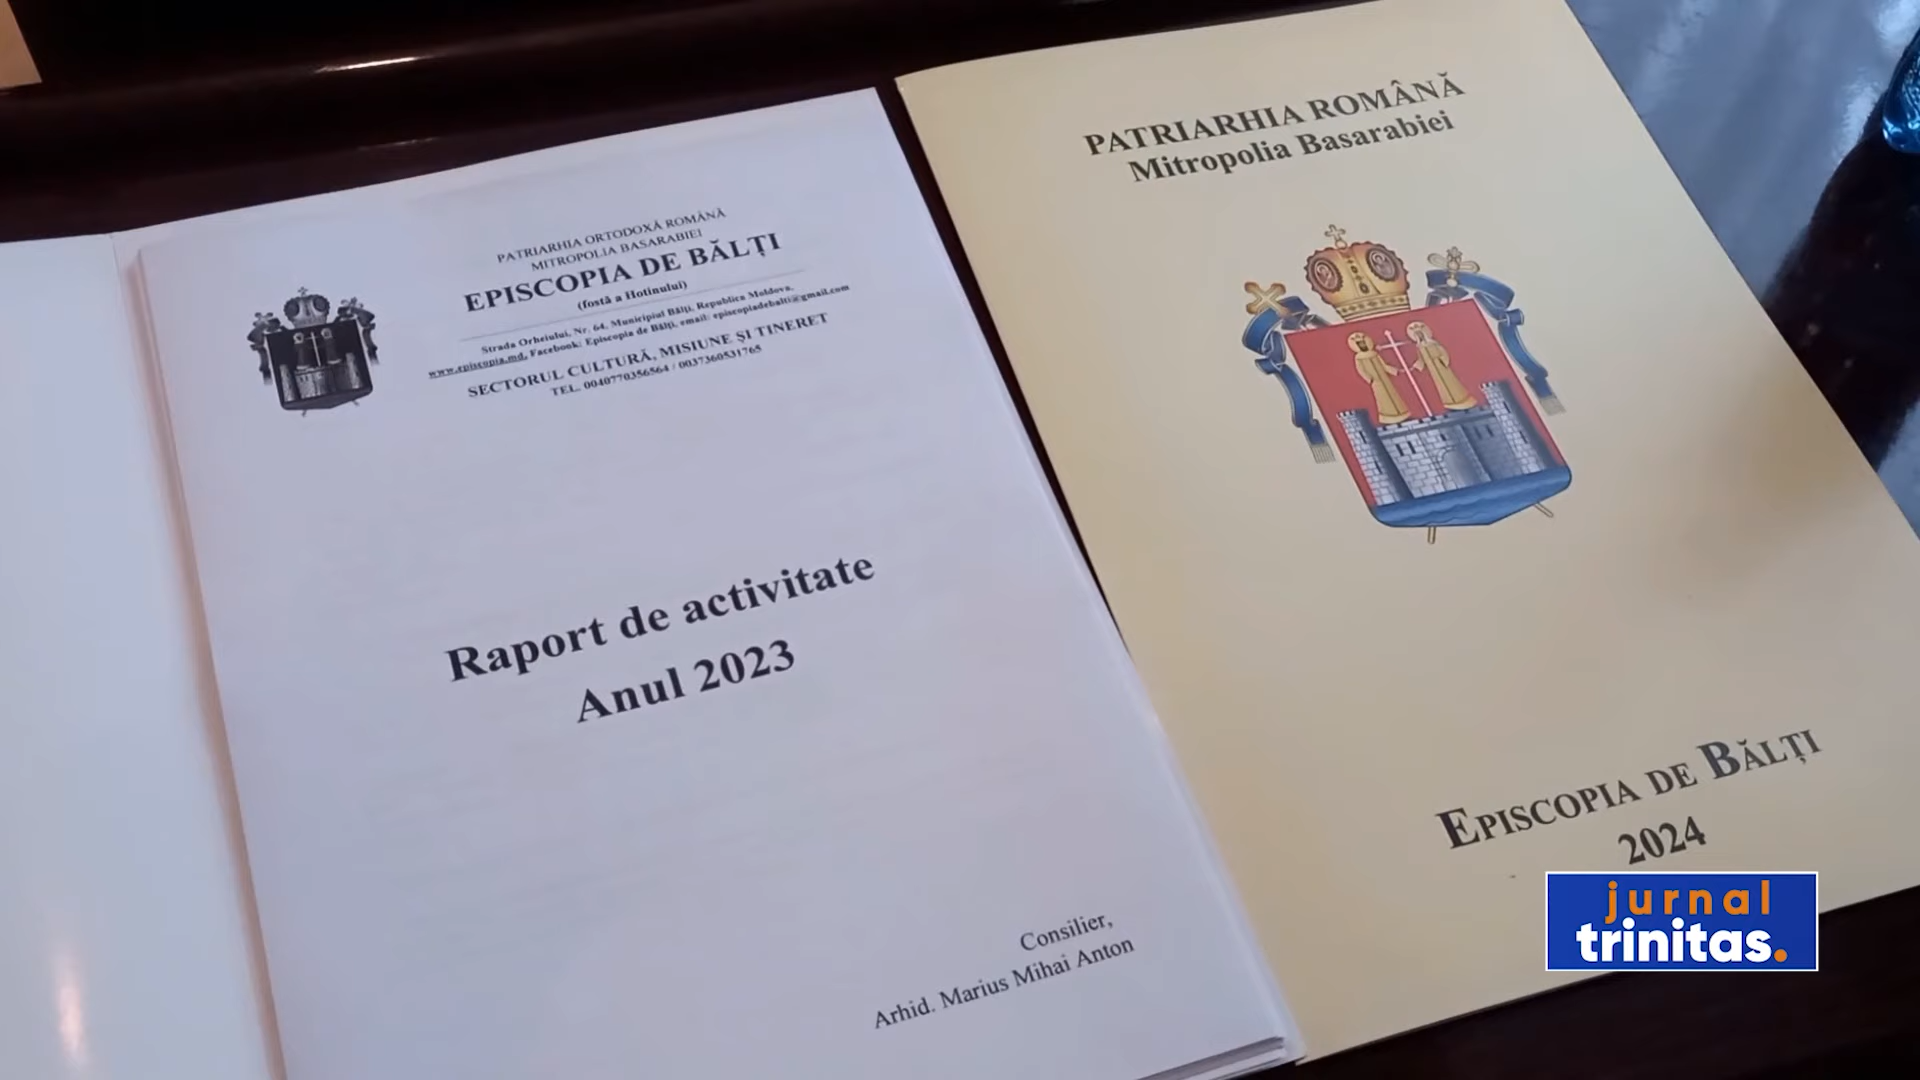 PATRIARHIA ORTODOXĂ ROMÂNĂ
MITROPOLIA BASARABIEI
EPISCOPIA DE BĂLȚI
(fostă a Hotinului)
Strada Orheiului, Nr. 64, Municipiul Bălți, Republica Moldova,
www.episcopia.md, Facebook: Episcopia de Bălți, email: episcopiadebalti@gmail.com
SECTORUL CULTURĂ, MISIUNE ȘI TINERET
TEL. 0040770356564 / 0037360531765
Raport de activitate
Anul 2023
Consilier,
Arhid. Marius Mihai Anton
PATRIARHIA ROMÂNĂ
Mitropolia Basarabiei
EPISCOPIA DE BĂLȚI
2024
jurnal
trinitas.